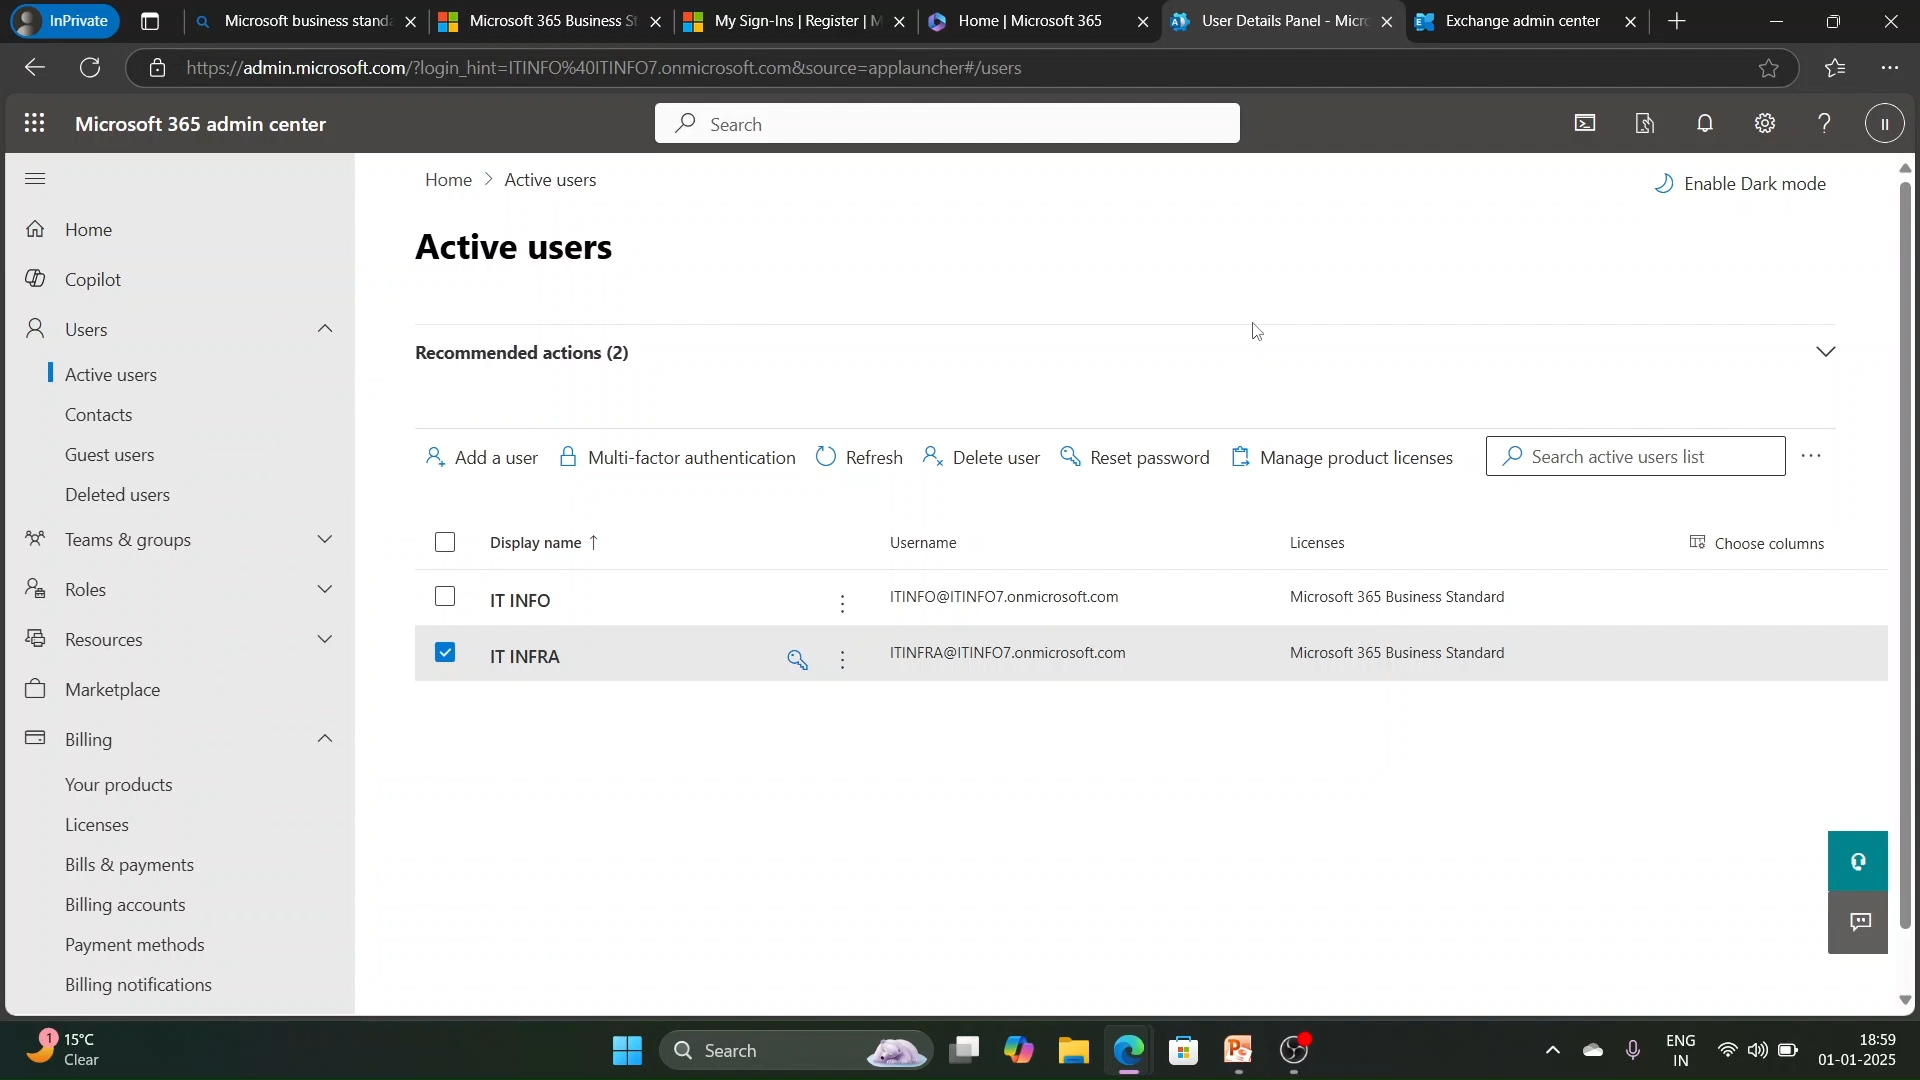 InPrivate
Microsoft business standa
Microsoft 365 Business St
My Sign-Ins | Register | M
Home | Microsoft 365
User Details Panel - Micro
Exchange admin center
https://admin.microsoft.com/?login_hint=ITINFO%40ITINFO7.onmicrosoft.com&source=applauncher#/users
Microsoft 365 admin center
Search
II
Home
Copilot
Users
Active users
Contacts
Guest users
Deleted users
Teams & groups
Roles
Resources
Marketplace
Billing
Your products
Licenses
Bills & payments
Billing accounts
Payment methods
Billing notifications
Home > Active users
Enable Dark mode
Active users
Recommended actions (2)
Add a user
Multi-factor authentication
Refresh
Delete user
Reset password
Manage product licenses
Search active users list
Display name ↑
Username
Licenses
Choose columns
IT INFO
ITINFO@ITINFO7.onmicrosoft.com
Microsoft 365 Business Standard
IT INFRA
ITINFRA@ITINFO7.onmicrosoft.com
Microsoft 365 Business Standard
1
15°C
Clear
Search
ENG
IN
18:59
01-01-2025